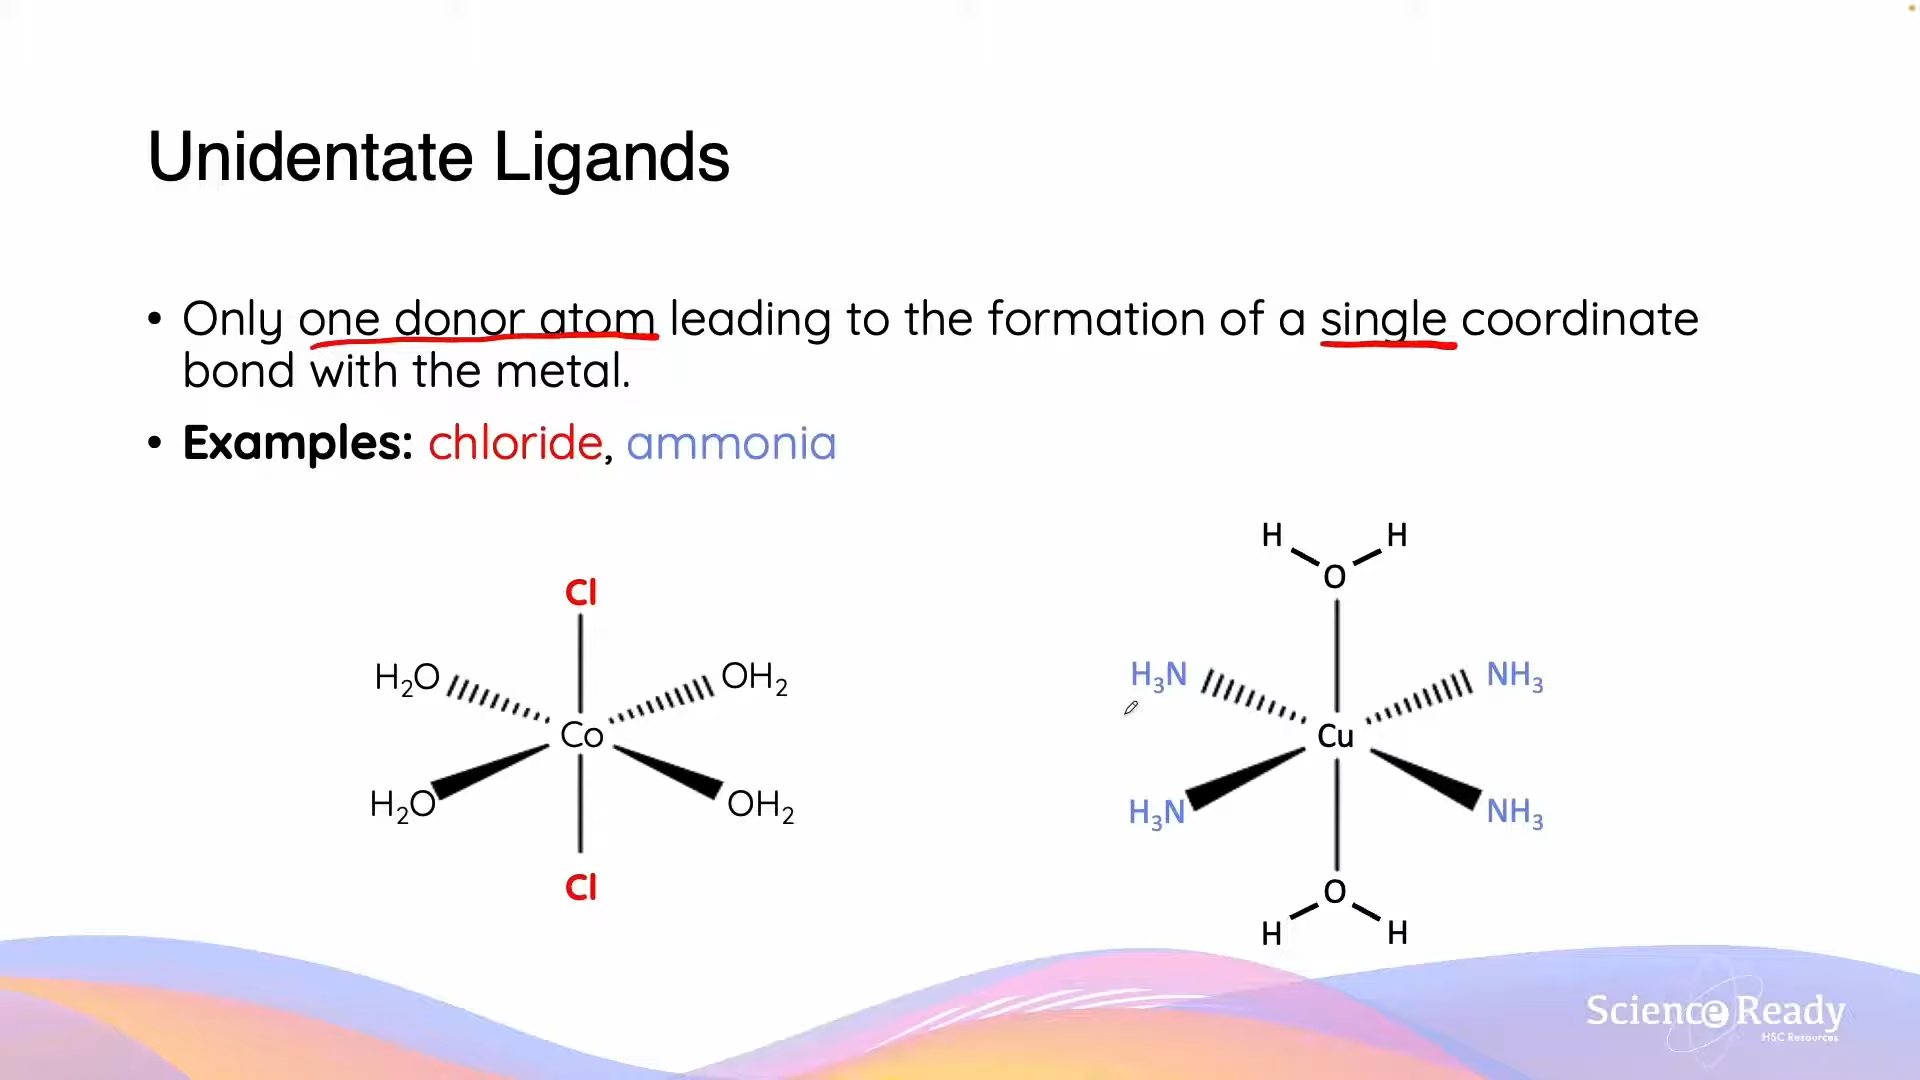 Unidentate Ligands
• Only one donor atom leading to the formation of a single coordinate
bond with the metal.
• Examples: chloride, ammonia
Cl
H₂O OH₂
Co
H₂O OH₂
Cl
H H
O
H₃N NH₃
Cu
H₃N NH₃
O
H H
Science Ready
HSC Resources